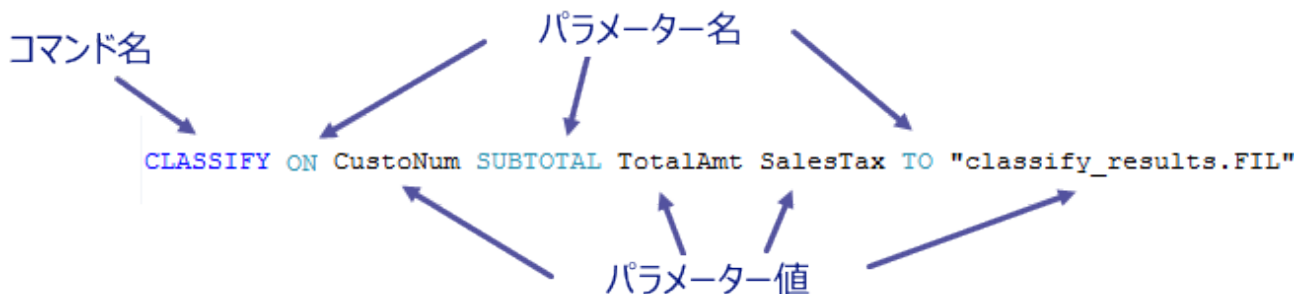 パラメーター名
コマンド名
CLASSIFY ON CustoNum SUBTOTAL TotalAmt SalesTax TO "classify_results.FIL"
パラメーター値